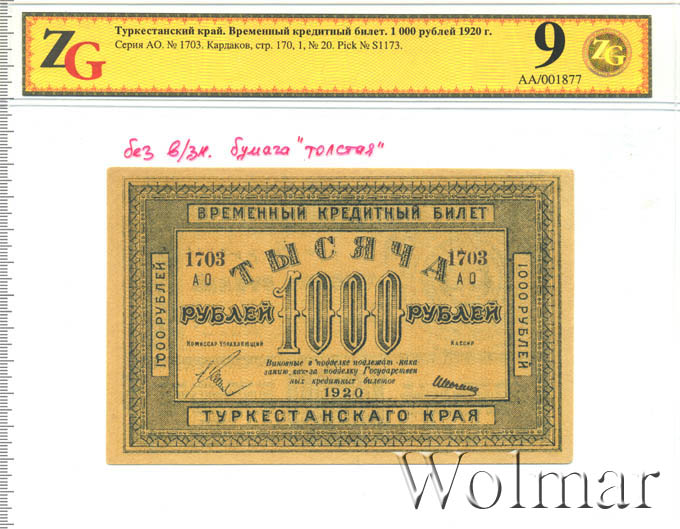 ZG
Туркестанский край. Временный кредитный билет. 1 000 рублей 1920 г.
Серия АО. № 1703. Кардаков, стр. 170, 1, № 20. Pick № S1173.
9
ZG
AA/001877
без в/зн. бумага "толстая"
ВРЕМЕННЫЙ КРЕДИТНЫЙ БИЛЕТ
ТЫСЯЧА
1703
АО
1703
АО
РУБЛЕЙ 1000 РУБЛЕЙ
1000 РУБЛЕЙ
1000 РУБЛЕЙ
КОМИССАР УПРАВЛЯЮЩИЙ
КАССИР
Виновные в подделке подлежат нака
занию, как за подделку Государствен
ных кредитных билетов
1920
ТУРКЕСТАНСКАГО КРАЯ
Wolmar